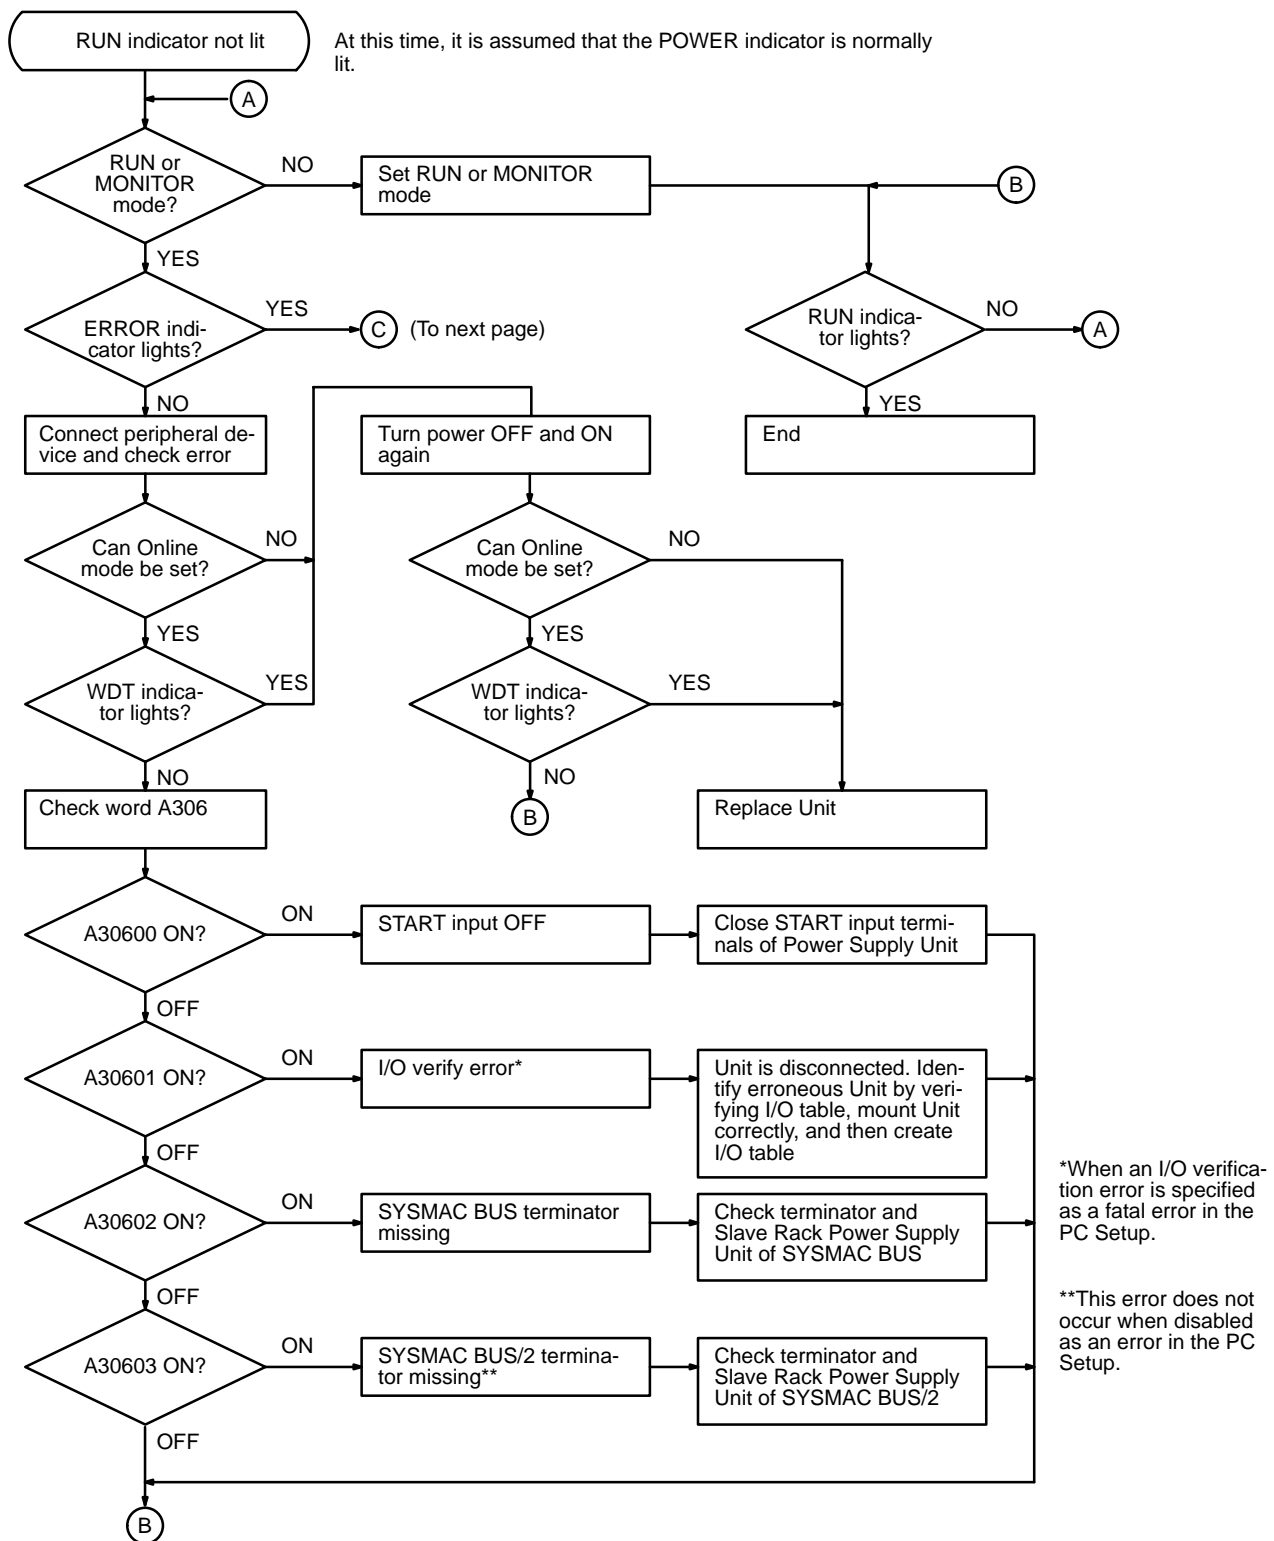 RUN indicator not lit
At this time, it is assumed that the POWER indicator is normally
lit.
A
RUN or
MONITOR
mode?
NO
Set RUN or MONITOR
mode
B
YES
ERROR indi-
cator lights?
YES
C
(To next page)
RUN indica-
tor lights?
NO
A
NO
YES
Connect peripheral de-
vice and check error
Turn power OFF and ON
again
End
Can Online
mode be set?
NO
Can Online
mode be set?
NO
YES
YES
WDT indica-
tor lights?
YES
WDT indica-
tor lights?
YES
NO
NO
Check word A306
B
Replace Unit
A30600 ON?
ON
START input OFF
Close START input termi-
nals of Power Supply Unit
OFF
A30601 ON?
ON
I/O verify error*
Unit is disconnected. Iden-
tify erroneous Unit by veri-
fying I/O table, mount Unit
correctly, and then create
I/O table
OFF
A30602 ON?
ON
SYSMAC BUS terminator
missing
Check terminator and
Slave Rack Power Supply
Unit of SYSMAC BUS
*When an I/O verifica-
tion error is specified
as a fatal error in the
PC Setup.
OFF
A30603 ON?
ON
SYSMAC BUS/2 termina-
tor missing**
Check terminator and
Slave Rack Power Supply
Unit of SYSMAC BUS/2
**This error does not
occur when disabled
as an error in the PC
Setup.
OFF
B